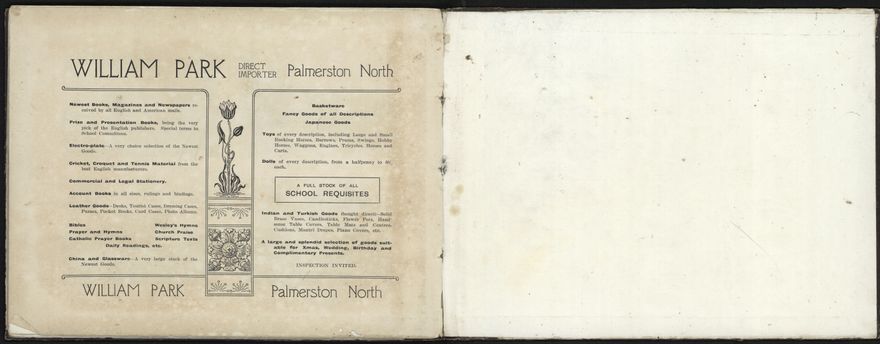 WILLIAM PARK DIRECT IMPORTER Palmerston North
Newest Books, Magazines and Newspapers re-
ceived by all English and American mails.
Prize and Presentation Books, being the very
pick of the English publishers. Special terms to
School Committees.
Electro-plate—A very choice selection of the Newest
Goods.
Cricket, Croquet and Tennis Material from the
best English manufacturers.
Commercial and Legal Stationery.
Account Books in all sizes, rulings and bindings.
Leather Goods—Desks, Tourist Cases, Dressing Cases,
Purses, Pocket Books, Card Cases, Photo Albums.
Bibles Wesley's Hymns
Prayer and Hymns Church Praise
Catholic Prayer Books Scripture Texts
Daily Readings, etc.
China and Glassware—A very large stock of the
Newest Goods.
Basketware
Fancy Goods of all Descriptions
Japanese Goods
Toys of every description, including Large and Small
Rocking Horses, Barrows, Prams, Swings, Hobby
Horses, Waggons, Engines, Tricycles, Horses and
Carts.
Dolls of every description, from a halfpenny to
each.
A FULL STOCK OF ALL
SCHOOL REQUISITES
Indian and Turkish Goods (bought direct)—Solid
Brass Vases, Candlesticks, Flower Pots, Hand-
some Table Covers, Table Mats and Centres,
Cushions, Mantel Drapes, Piano Covers, etc.
A large and splendid selection of goods suit-
able for Xmas, Wedding, Birthday and
Complimentary Presents.
INSPECTION INVITED.
WILLIAM PARK Palmerston North